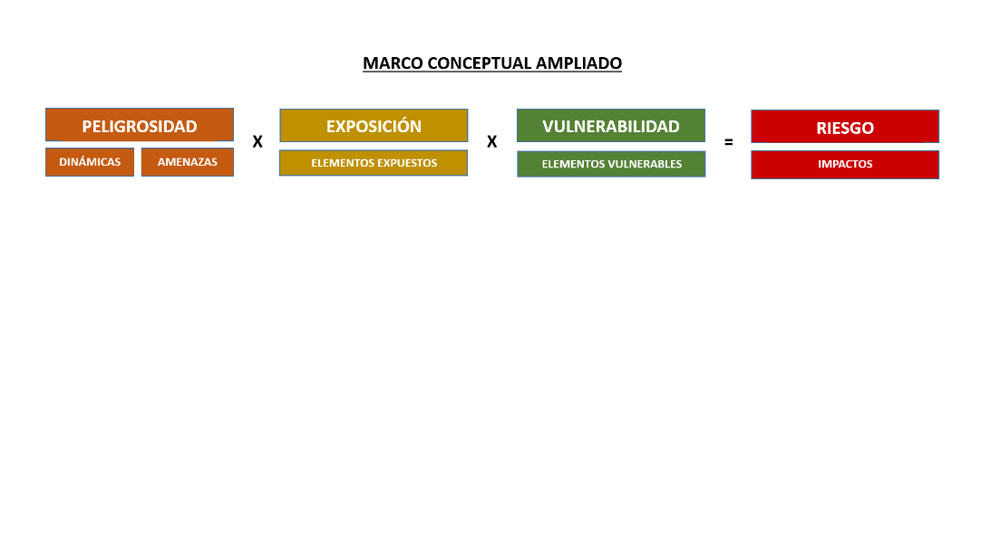 MARCO CONCEPTUAL AMPLIADO
PELIGROSIDAD X EXPOSICIÓN X VULNERABILIDAD = RIESGO
DINÁMICAS AMENAZAS ELEMENTOS EXPUESTOS ELEMENTOS VULNERABLES IMPACTOS